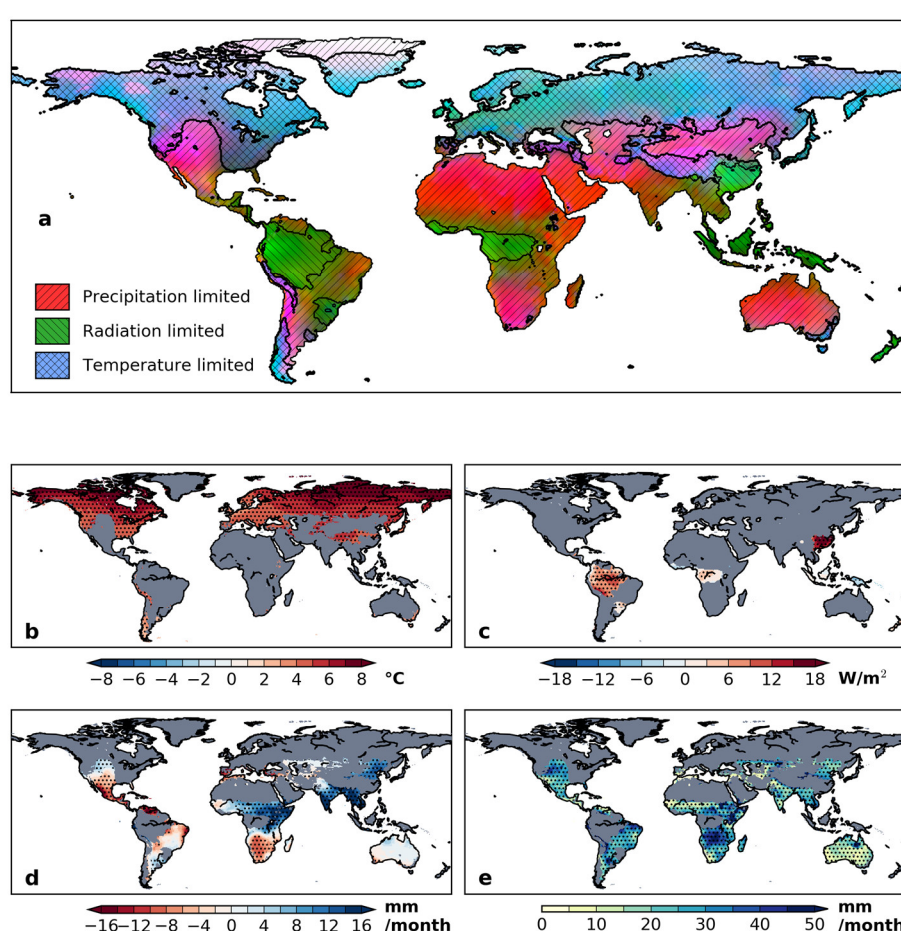 a
Precipitation limited
Radiation limited
Temperature limited
b
c
−8 −6 −4 −2 0 2 4 6 8 °C
−18 −12 −6 0 6 12 18 W/m²
d
e
−16−12 −8 −4 0 4 8 12 16 mm /month
0 10 20 30 40 50 mm /month